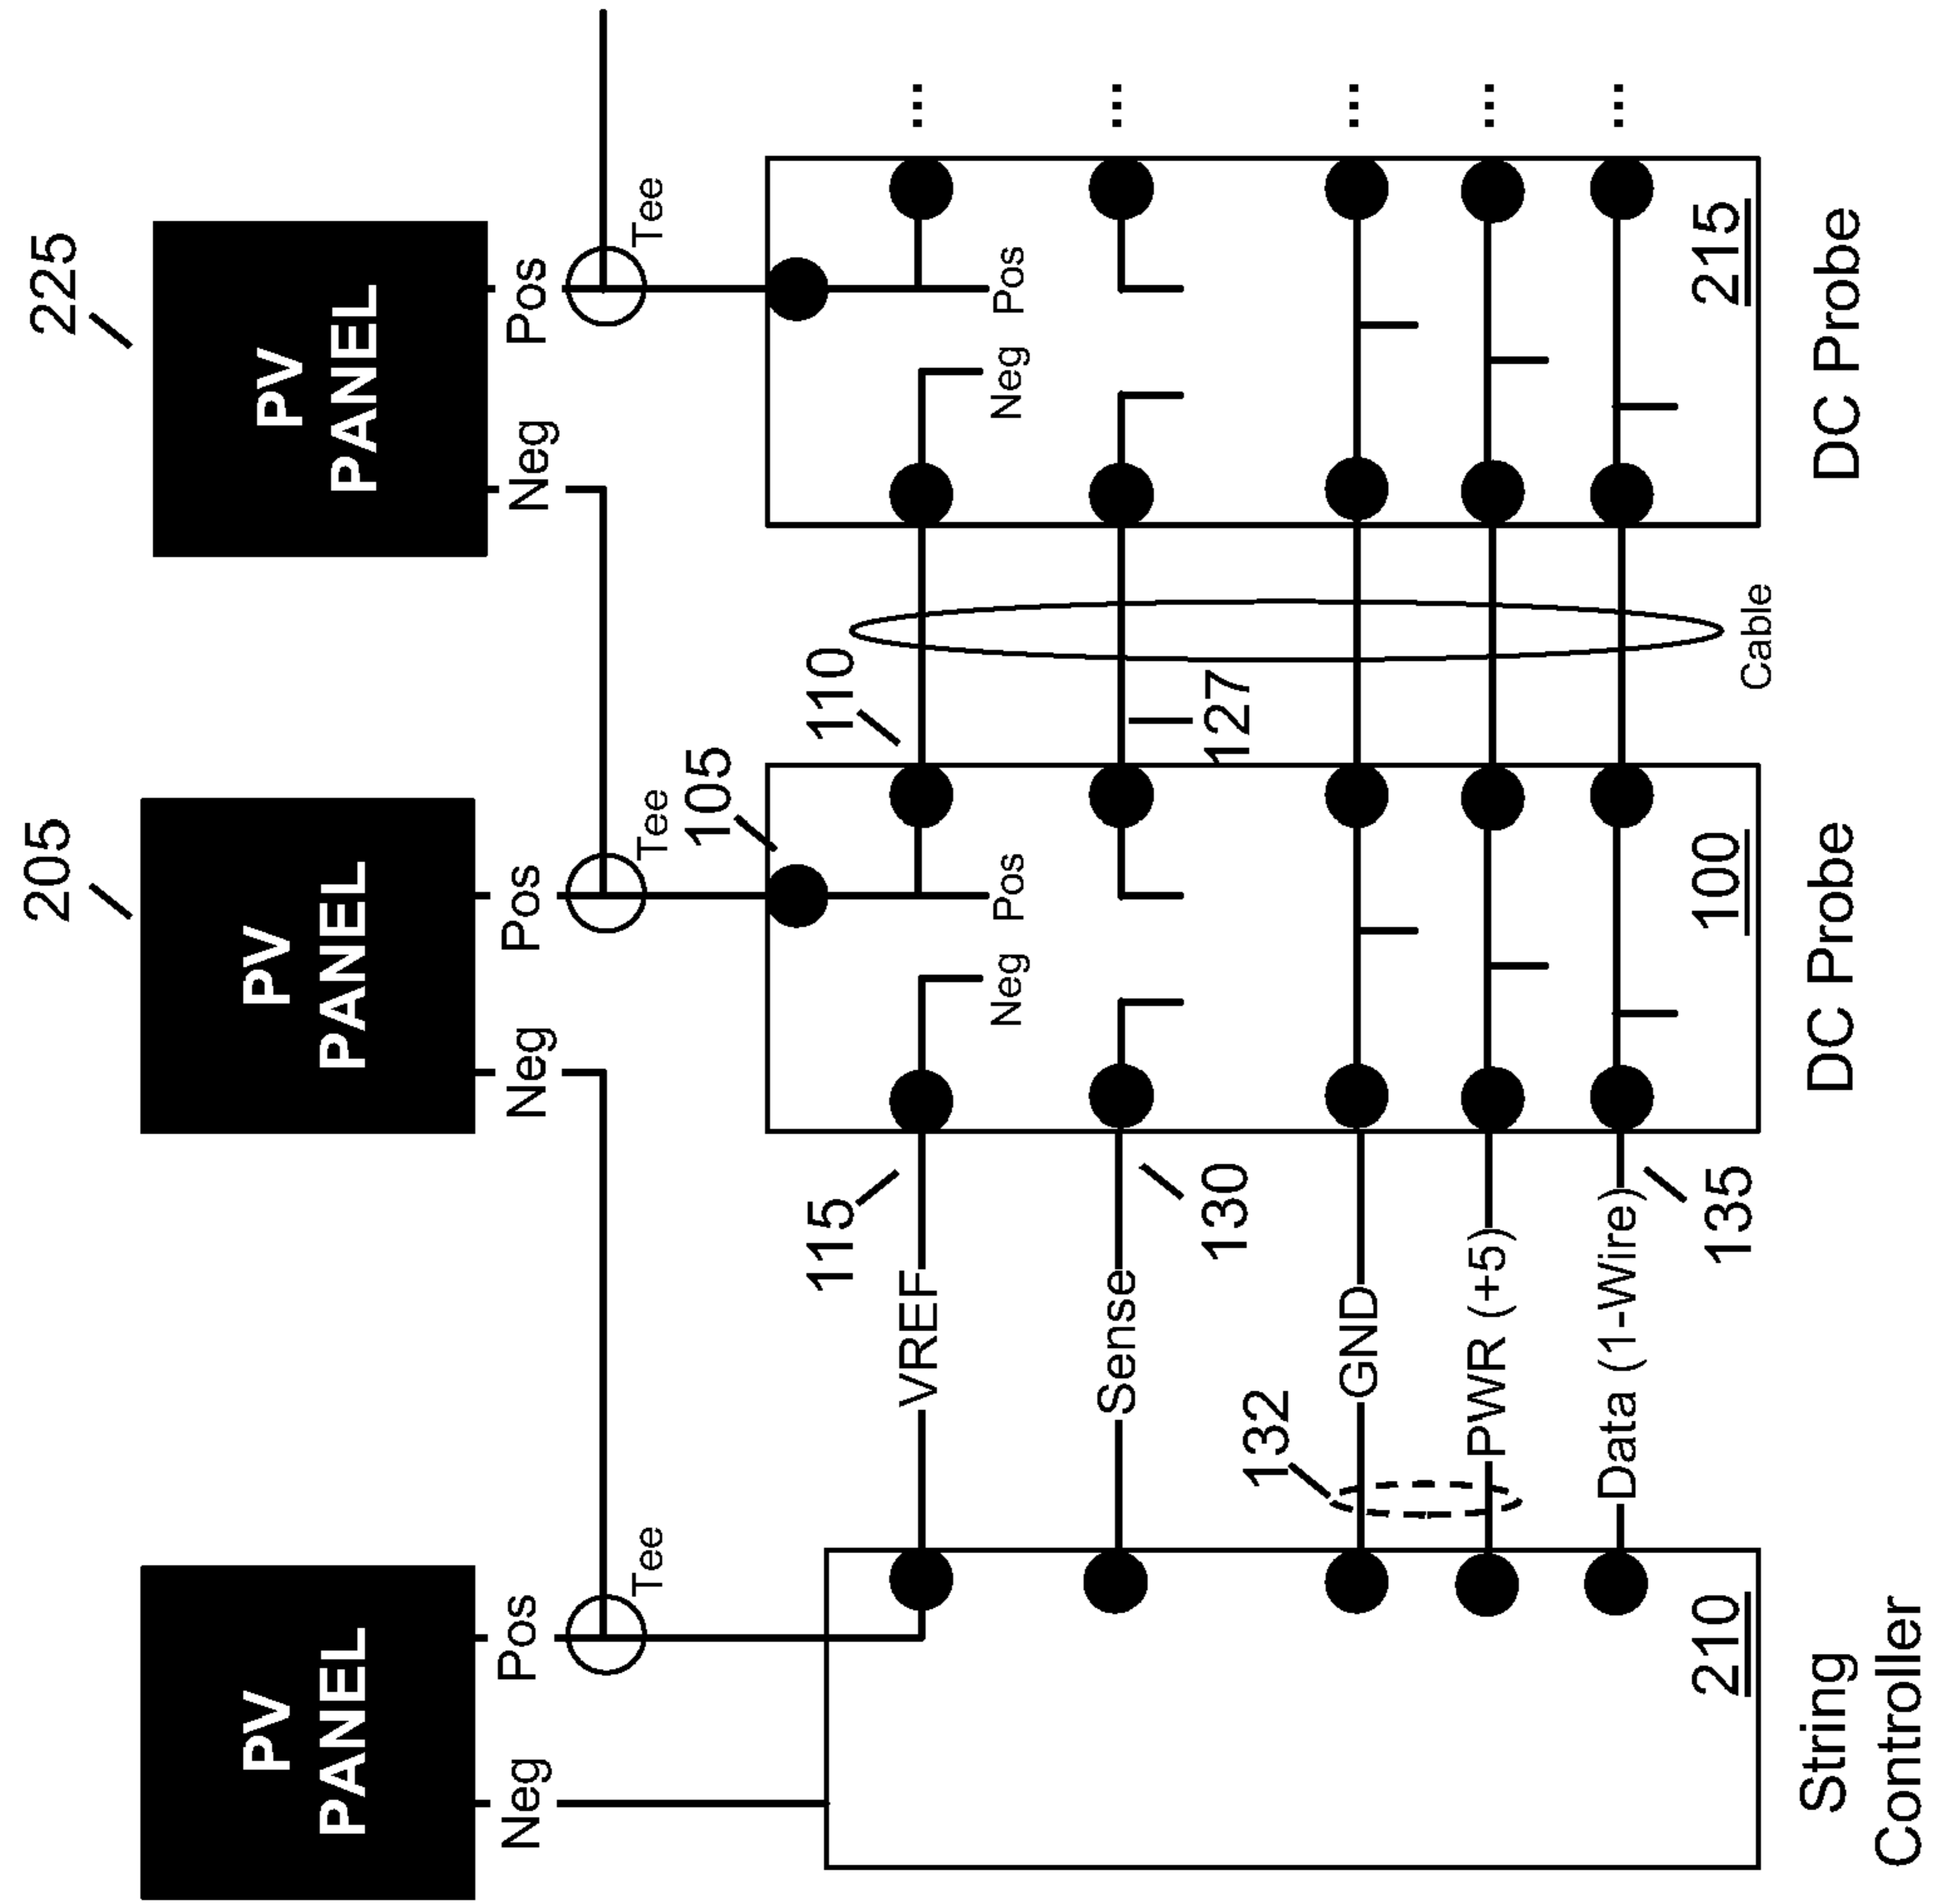 205
225
PV
PANEL
PV
PANEL
PV
PANEL
Neg
Pos
Neg
Pos
Neg
Pos
Tee
Tee
Tee
105
115
110
VREF
...
Neg
Pos
Neg
Pos
Sense
...
130
127
132
GND
...
PWR (+5)
...
Data (1-Wire)
...
135
210
100
215
Cable
String
Controller
DC Probe
DC Probe